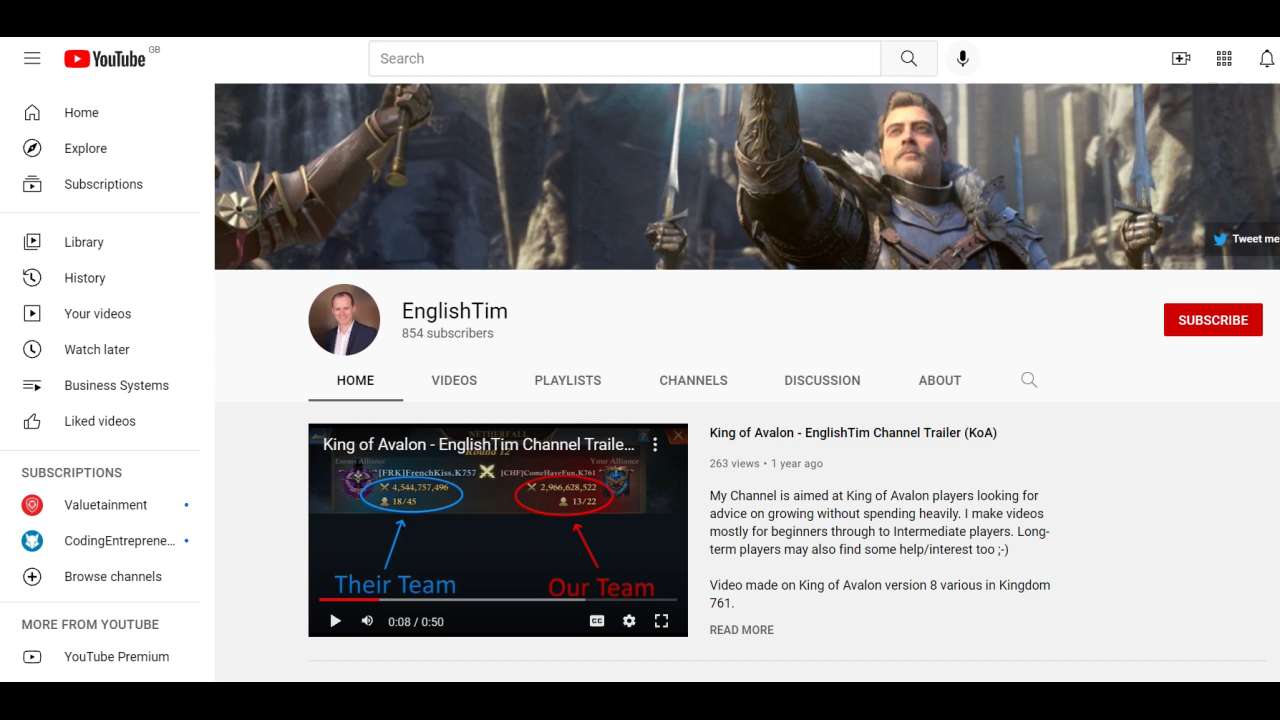 YouTube GB
Search
Home
Explore
Subscriptions
Library
History
Your videos
Watch later
Business Systems
Liked videos
SUBSCRIPTIONS
Valuetainment
CodingEntreprene...
Browse channels
MORE FROM YOUTUBE
YouTube Premium
Tweet me
EnglishTim
854 subscribers
SUBSCRIBE
HOME VIDEOS PLAYLISTS CHANNELS DISCUSSION ABOUT
King of Avalon - EnglishTim Channel Traile...
NETHERFALL
Round 12
Enemy Alliance Your Alliance
[FRK]FrenchKiss.K757 [CHF]ComeHaveFun.K761
4,544,757,496 2,966,628,522
18/45 13/22
Their Team Our Team
0:08 / 0:50
CC
King of Avalon - EnglishTim Channel Trailer (KoA)
263 views • 1 year ago
My Channel is aimed at King of Avalon players looking for
advice on growing without spending heavily. I make videos
mostly for beginners through to Intermediate players. Long-
term players may also find some help/interest too ;-)
Video made on King of Avalon version 8 various in Kingdom
761.
READ MORE